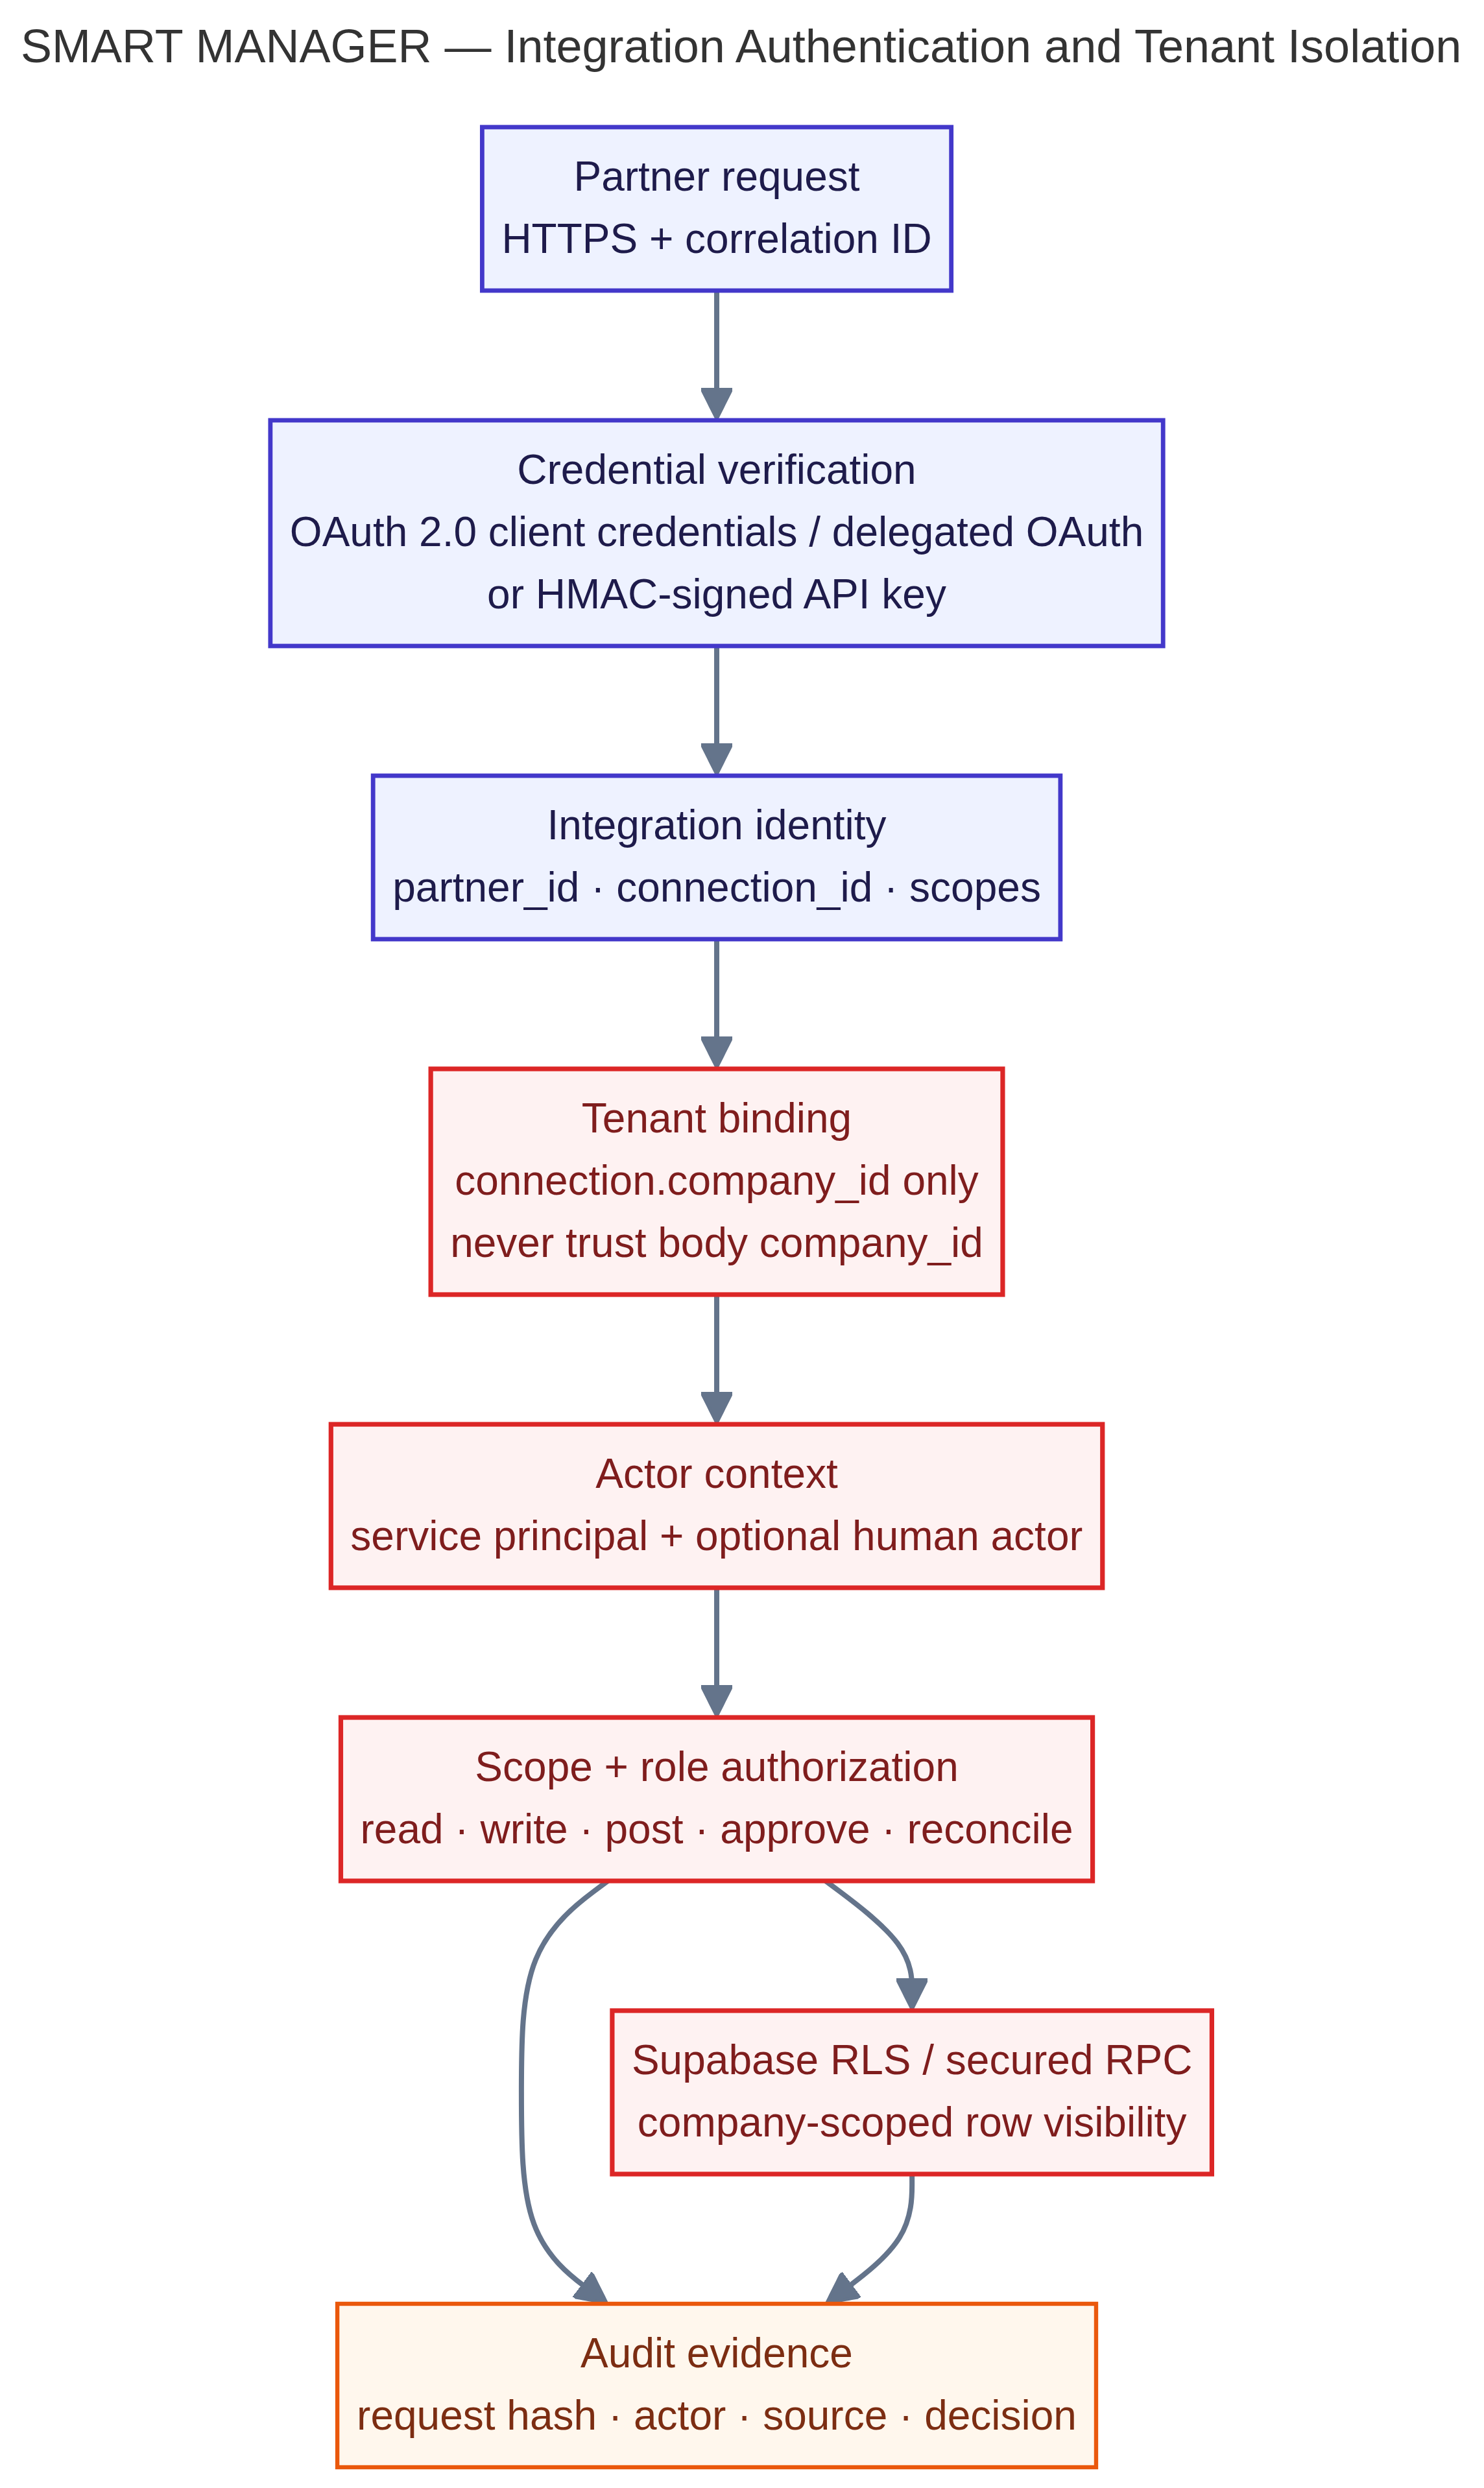 SMART MANAGER — Integration Authentication and Tenant Isolation
Partner request
HTTPS + correlation ID
Credential verification
OAuth 2.0 client credentials / delegated OAuth
or HMAC-signed API key
Integration identity
partner_id · connection_id · scopes
Tenant binding
connection.company_id only
never trust body company_id
Actor context
service principal + optional human actor
Scope + role authorization
read · write · post · approve · reconcile
Supabase RLS / secured RPC
company-scoped row visibility
Audit evidence
request hash · actor · source · decision